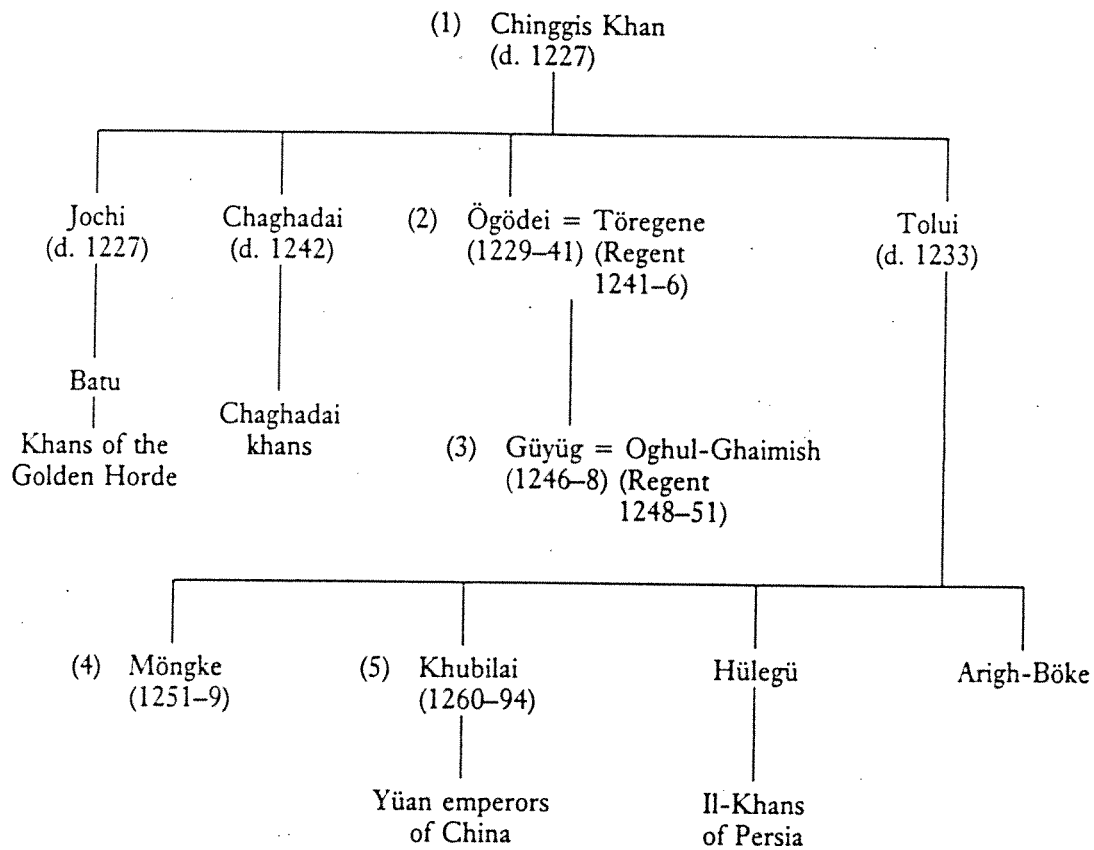 (1) Chinggis Khan
(d. 1227)
Jochi
(d. 1227)
Chaghadai
(d. 1242)
(2) Ögödei = Töregene
(1229–41) (Regent
1241–6)
Tolui
(d. 1233)
Batu
Khans of the
Golden Horde
Chaghadai
khans
(3) Güyüg = Oghul-Ghaimish
(1246–8) (Regent
1248–51)
(4) Möngke
(1251–9)
(5) Khubilai
(1260–94)
Hülegü
Arigh-Böke
Yüan emperors
of China
Il-Khans
of Persia